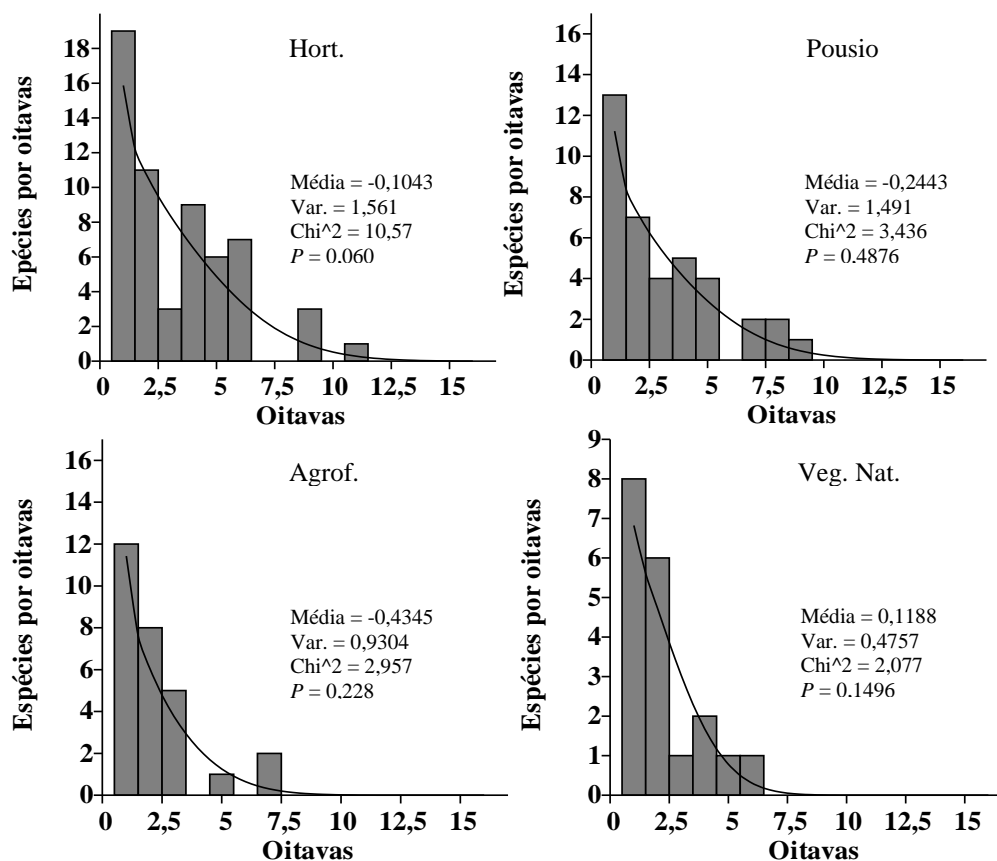 Hort.
Epécies por oitavas
18
16
14
12
10
8
6
4
2
0
Média = -0,1043
Var. = 1,561
Chi^2 = 10,57
P = 0.060
0 2,5 5 7,5 10 12,5 15
Oitavas
Pousio
Espécies por oitavas
16
14
12
10
8
6
4
2
0
Média = -0,2443
Var. = 1,491
Chi^2 = 3,436
P = 0.4876
0 2,5 5 7,5 10 12,5 15
Oitavas
Agrof.
Espécies por oitavas
16
14
12
10
8
6
4
2
0
Média = -0,4345
Var. = 0,9304
Chi^2 = 2,957
P = 0,228
0 2,5 5 7,5 10 12,5 15
Oitavas
Veg. Nat.
Espécies por oitavas
9
8
7
6
5
4
3
2
1
0
Média = 0,1188
Var. = 0,4757
Chi^2 = 2,077
P = 0.1496
0 2,5 5 7,5 10 12,5 15
Oitavas